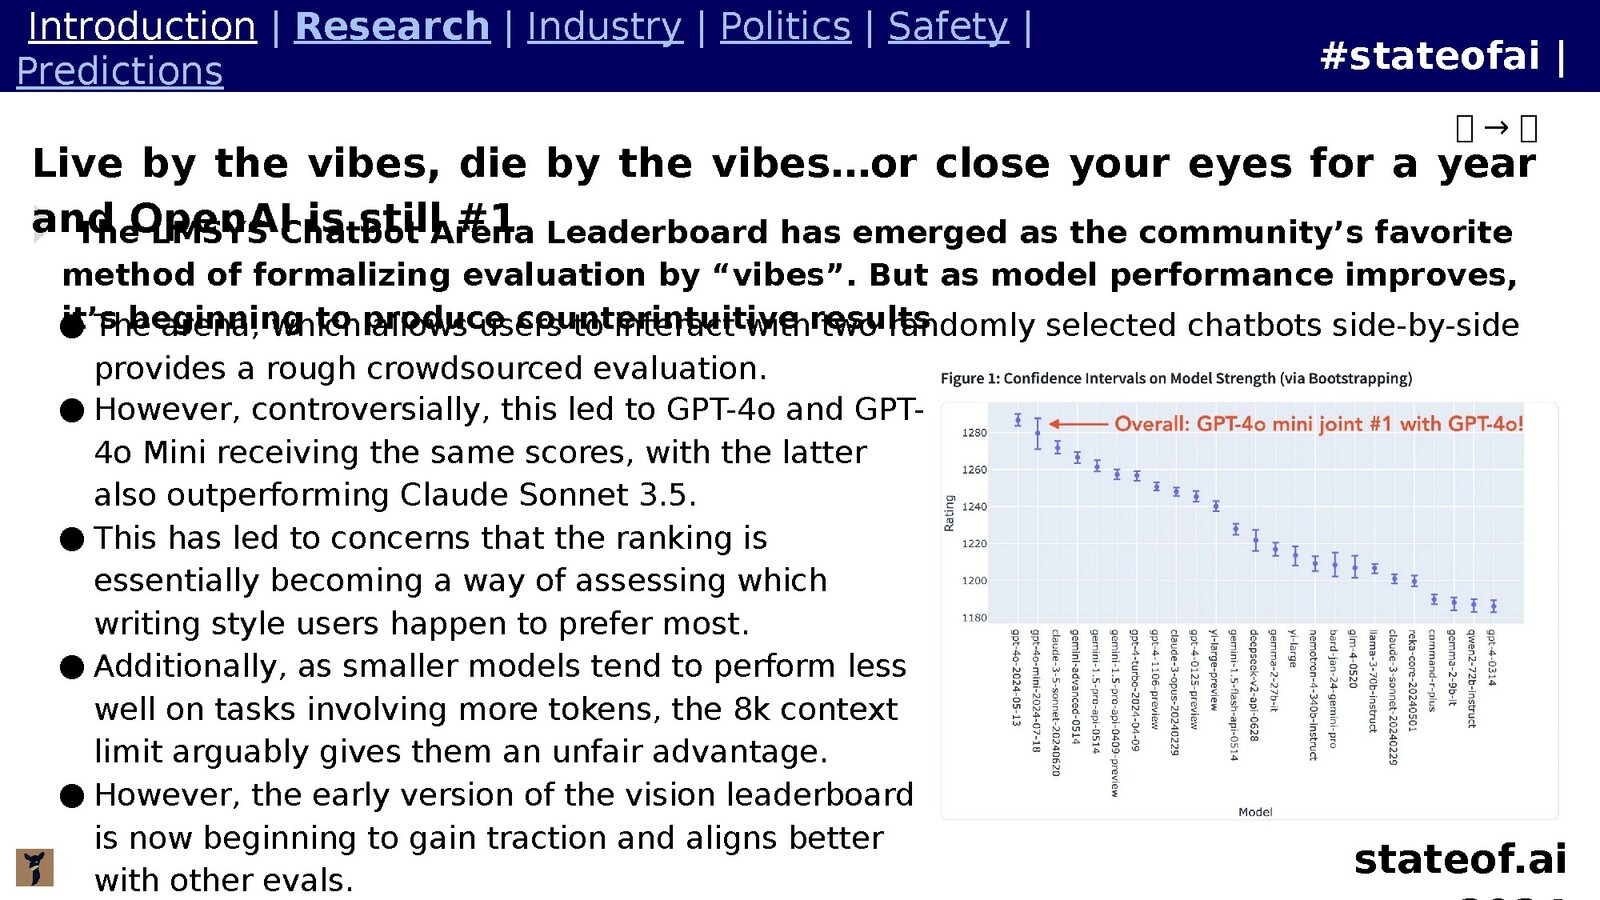 Introduction | Research | Industry | Politics | Safety |
Predictions
#stateofai |
→
Live by the vibes, die by the vibes…or close your eyes for a year
and OpenAI is still #1
The LMSYS Chatbot Arena Leaderboard has emerged as the community’s favorite
method of formalizing evaluation by “vibes”. But as model performance improves,
it’s beginning to produce counterintuitive results
● The arena, which allows users to interact with two randomly selected chatbots side-by-side
provides a rough crowdsourced evaluation.
● However, controversially, this led to GPT-4o and GPT-
4o Mini receiving the same scores, with the latter
also outperforming Claude Sonnet 3.5.
● This has led to concerns that the ranking is
essentially becoming a way of assessing which
writing style users happen to prefer most.
● Additionally, as smaller models tend to perform less
well on tasks involving more tokens, the 8k context
limit arguably gives them an unfair advantage.
● However, the early version of the vision leaderboard
is now beginning to gain traction and aligns better
with other evals.
Figure 1: Confidence Intervals on Model Strength (via Bootstrapping)
Overall: GPT-4o mini joint #1 with GPT-4o!
Rating
1280
1260
1240
1220
1200
1180
gpt-4o-2024-05-13
gpt-4o-mini-2024-07-18
claude-3-5-sonnet-20240620
gemini-advanced-0514
gemini-1.5-pro-api-0514
gemini-1.5-pro-api-0409-preview
gpt-4-turbo-2024-04-09
gpt-4-1106-preview
claude-3-opus-20240229
gpt-4-0125-preview
yi-large-preview
gemini-1.5-flash-api-0514
deepseek-v2-api-0628
gemma-2-27b-it
yi-large
nemotron-4-340b-instruct
bard-jan-24-gemini-pro
glm-4-0520
llama-3-70b-instruct
claude-3-sonnet-20240229
reka-core-20240501
command-r-plus
gemma-2-9b-it
qwen2-72b-instruct
gpt-4-0314
Model
stateof.ai